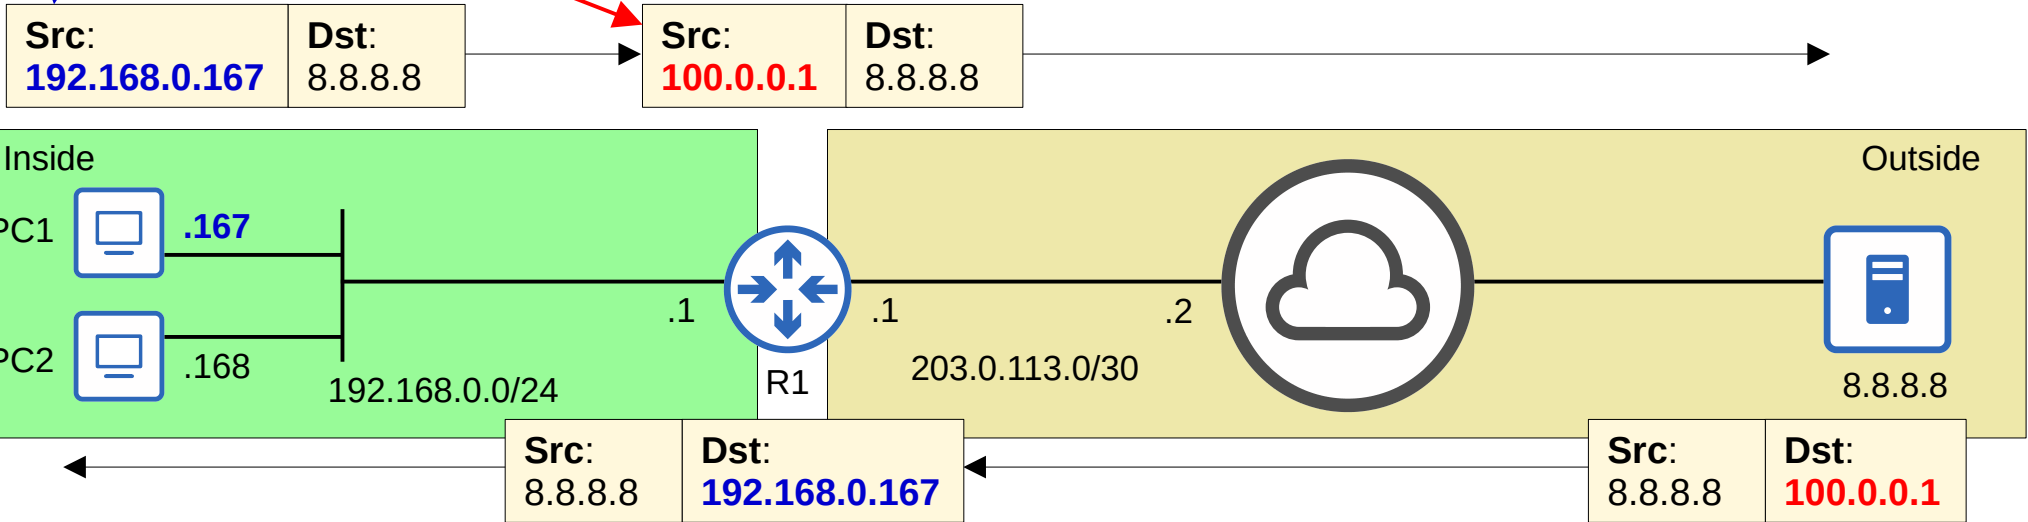 Src:
192.168.0.167
Dst:
8.8.8.8
Src:
100.0.0.1
Dst:
8.8.8.8
Inside
Outside
PC1
.167
PC2
.168
192.168.0.0/24
.1
R1
.1
.2
203.0.113.0/30
8.8.8.8
Src:
8.8.8.8
Dst:
192.168.0.167
Src:
8.8.8.8
Dst:
100.0.0.1